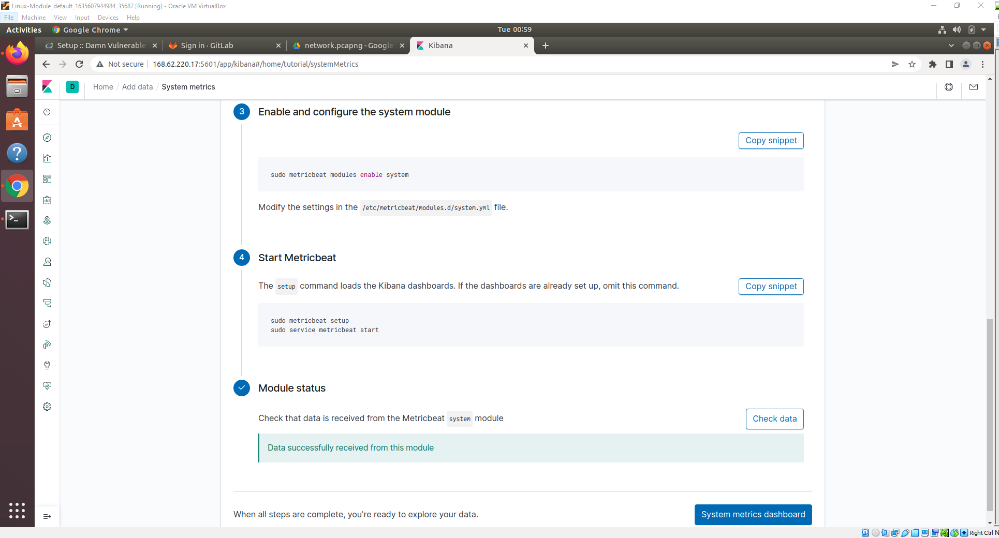 Linux-Module_default_1635607944984_35687 [Running] - Oracle VM VirtualBox
File Machine View Input Devices Help
Activities Google Chrome Tue 00:59
Setup :: Damn Vulnerable Sign in · GitLab network.pcapng - Google Kibana
Not secure 168.62.220.17:5601/app/kibana#/home/tutorial/systemMetrics
D Home / Add data / System metrics
3 Enable and configure the system module
Copy snippet
sudo metricbeat modules enable system
Modify the settings in the /etc/metricbeat/modules.d/system.yml file.
4 Start Metricbeat
The setup command loads the Kibana dashboards. If the dashboards are already set up, omit this command.
Copy snippet
sudo metricbeat setup
sudo service metricbeat start
Module status
Check that data is received from the Metricbeat system module
Check data
Data successfully received from this module
When all steps are complete, you're ready to explore your data.
System metrics dashboard
Right Ctrl N